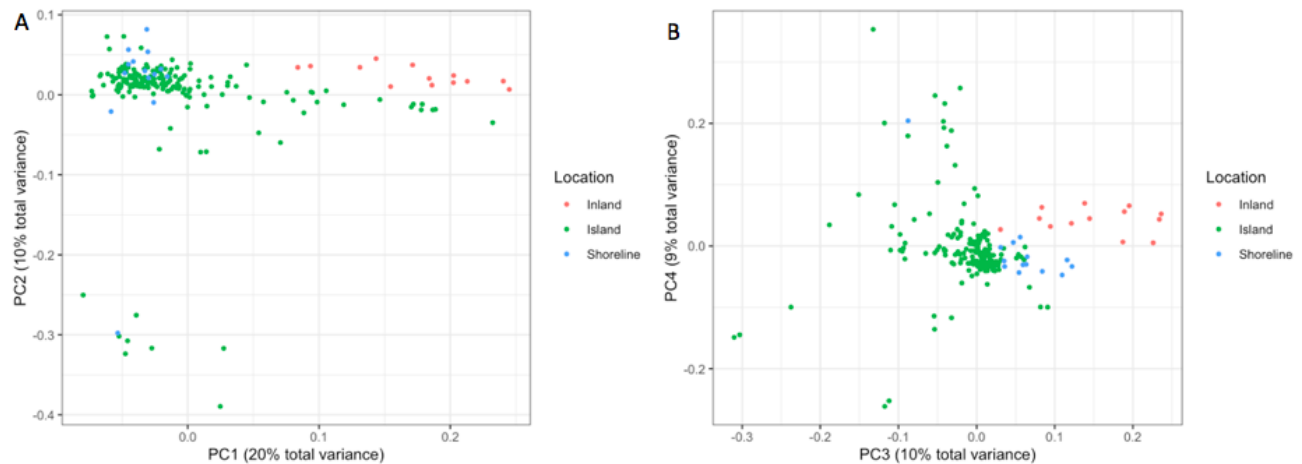 A
0.1
0.0
-0.1
-0.2
-0.3
-0.4
PC2 (10% total variance)
0.0
0.1
0.2
PC1 (20% total variance)
Location
Inland
Island
Shoreline
B
0.2
0.0
-0.2
PC4 (9% total variance)
-0.3
-0.2
-0.1
0.0
0.1
0.2
PC3 (10% total variance)
Location
Inland
Island
Shoreline